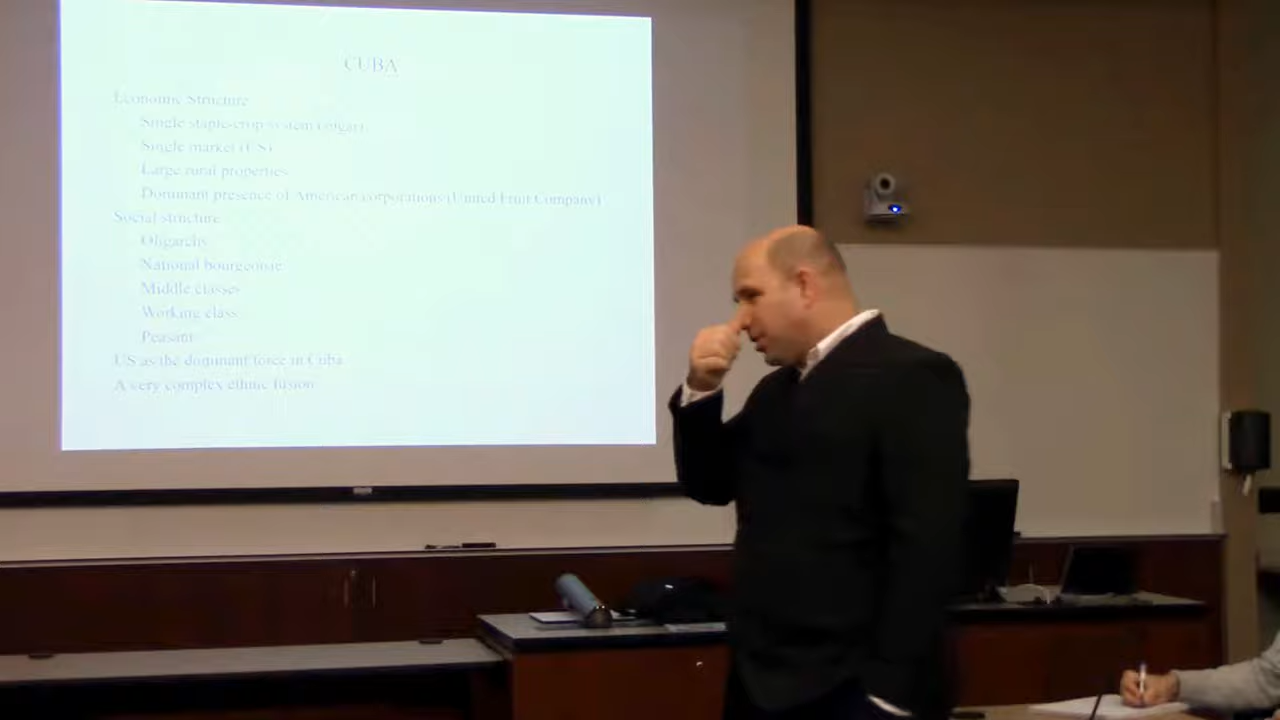 CUBA
Economic Structure
Single staple-crop system (sugar)
Single market (US)
Large rural properties
Dominant presence of American corporations (United Fruit Company)
Social structure
Oligarchy
National bourgeoisie
Middle classes
Working class
Peasant
US as the dominant force in Cuba
A very complex ethnic fusion